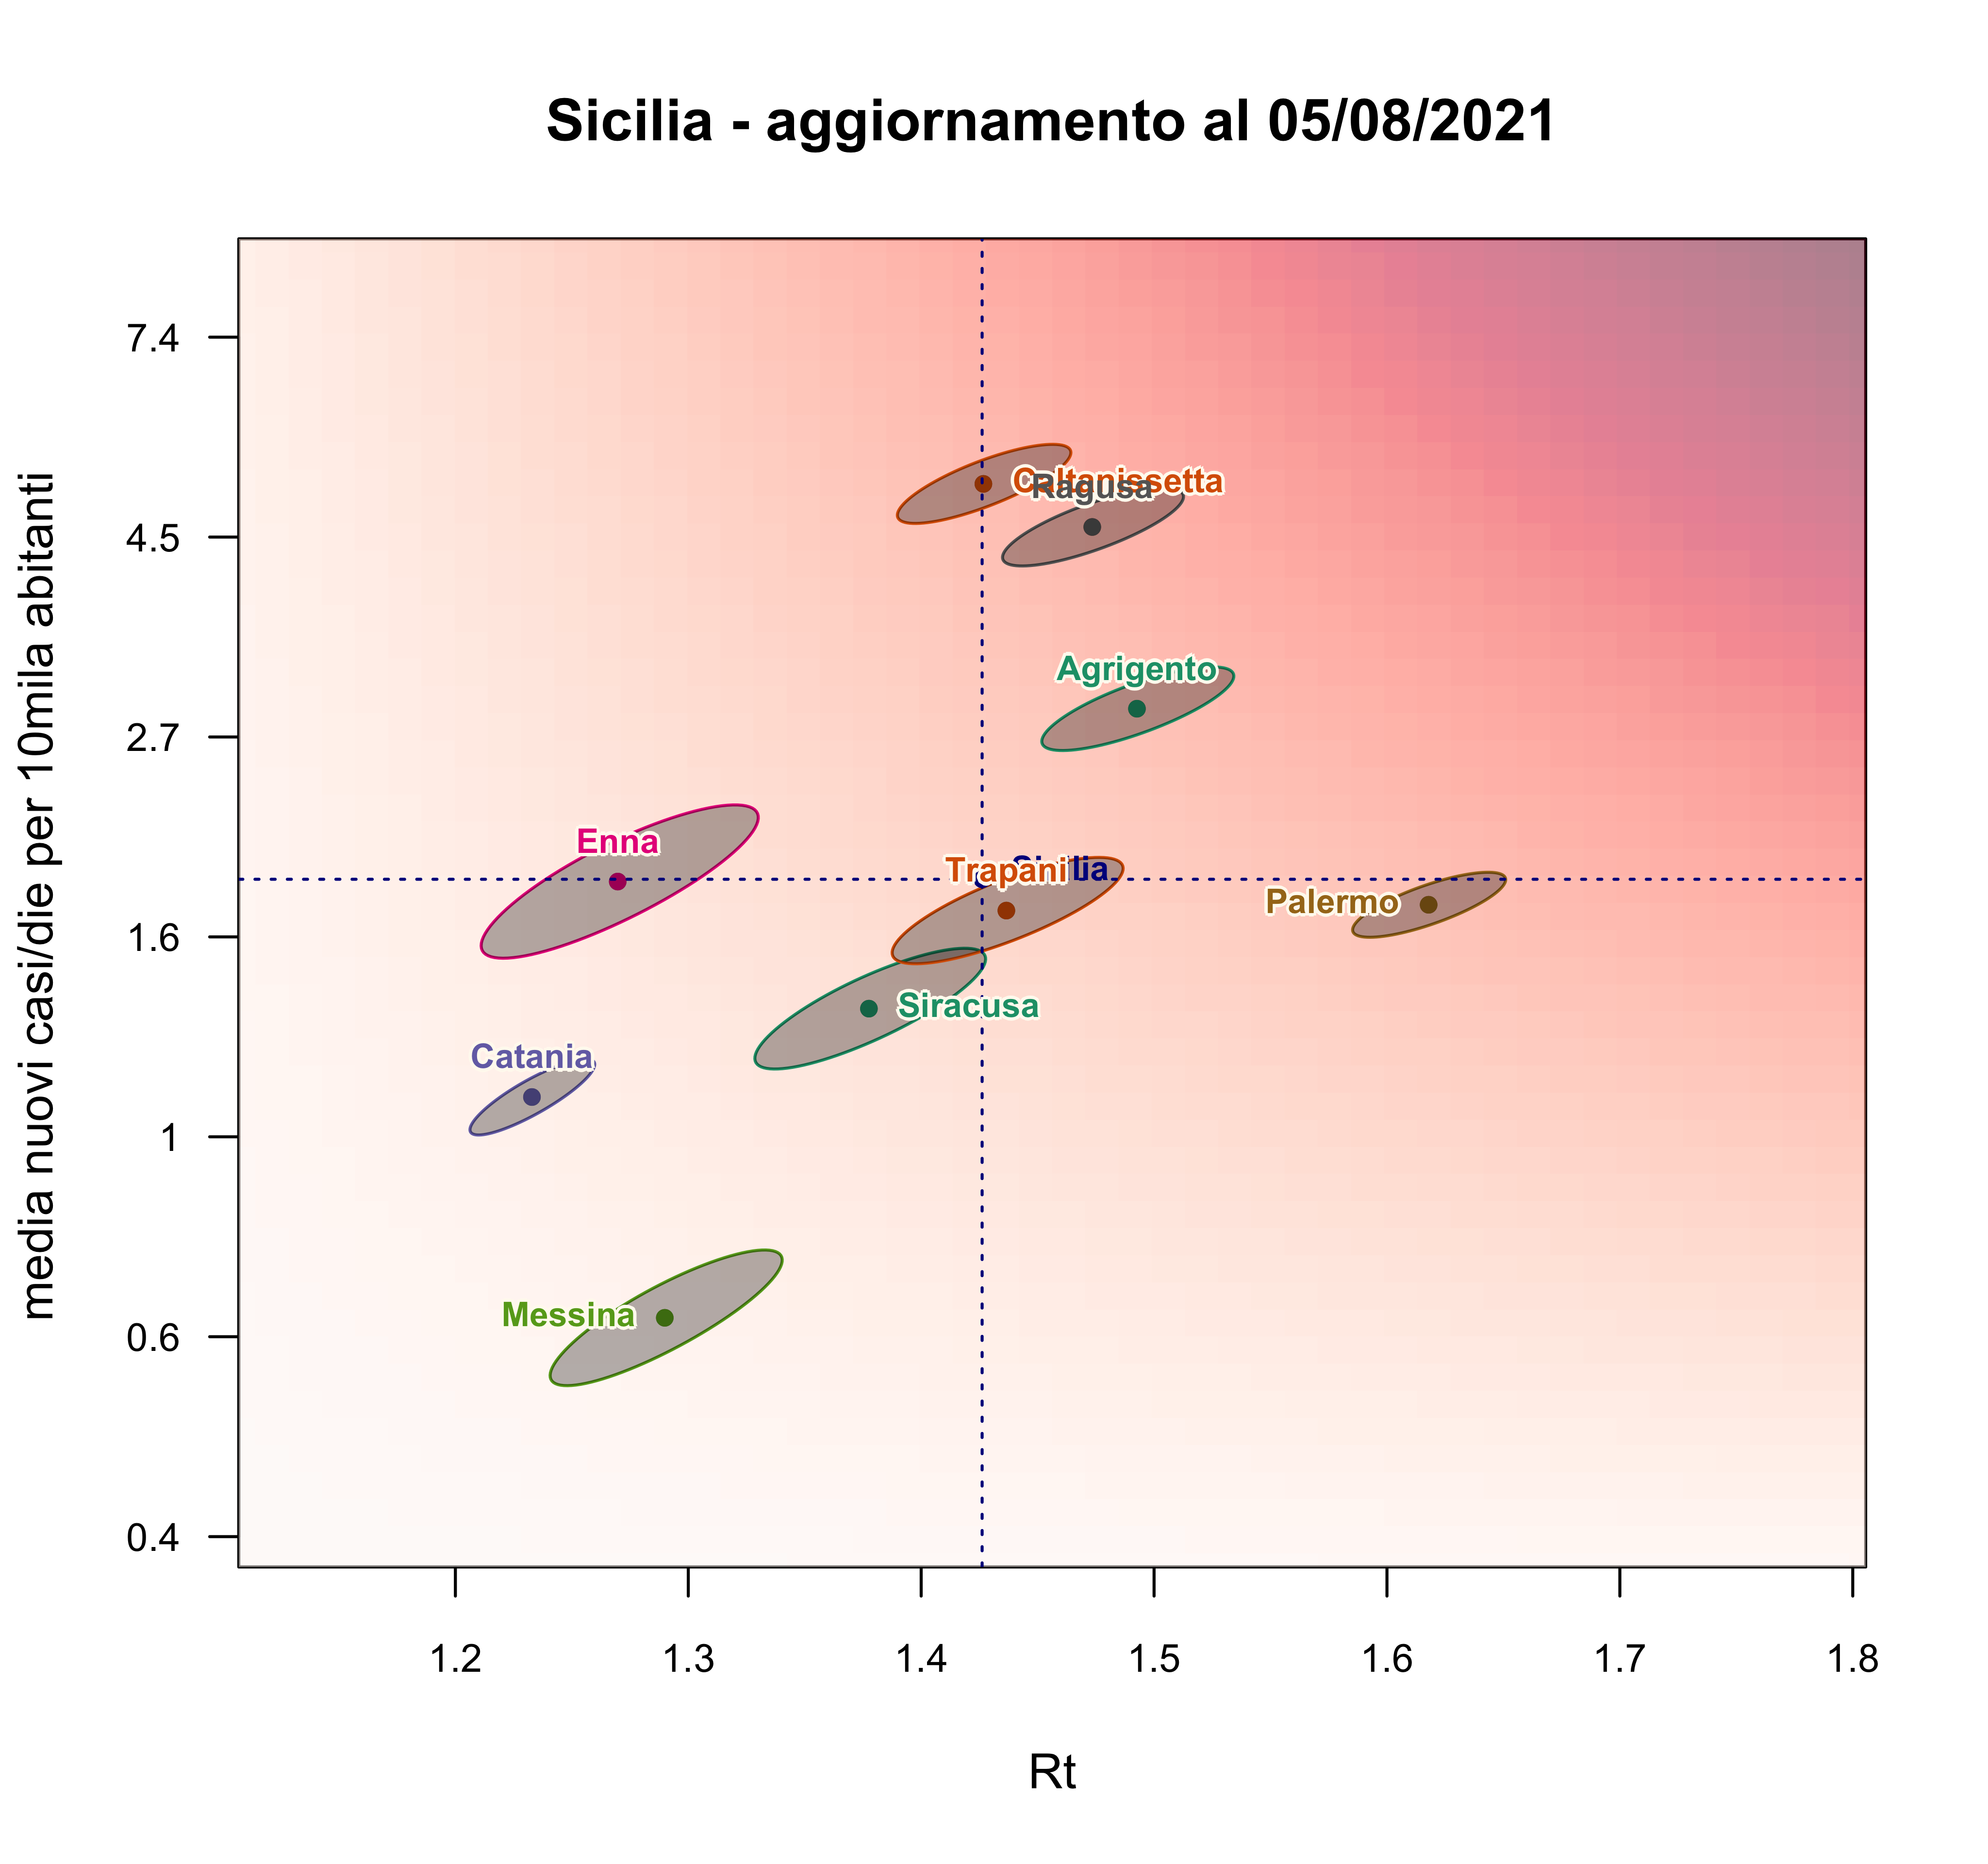 Sicilia - aggiornamento al 05/08/2021
media nuovi casi/die per 10mila abitanti
7.4
4.5
2.7
1.6
1
0.6
0.4
Caltanissetta
Ragusa
Agrigento
Enna
Sicilia
Trapani
Palermo
Siracusa
Catania
Messina
1.2 1.3 1.4 1.5 1.6 1.7 1.8
Rt